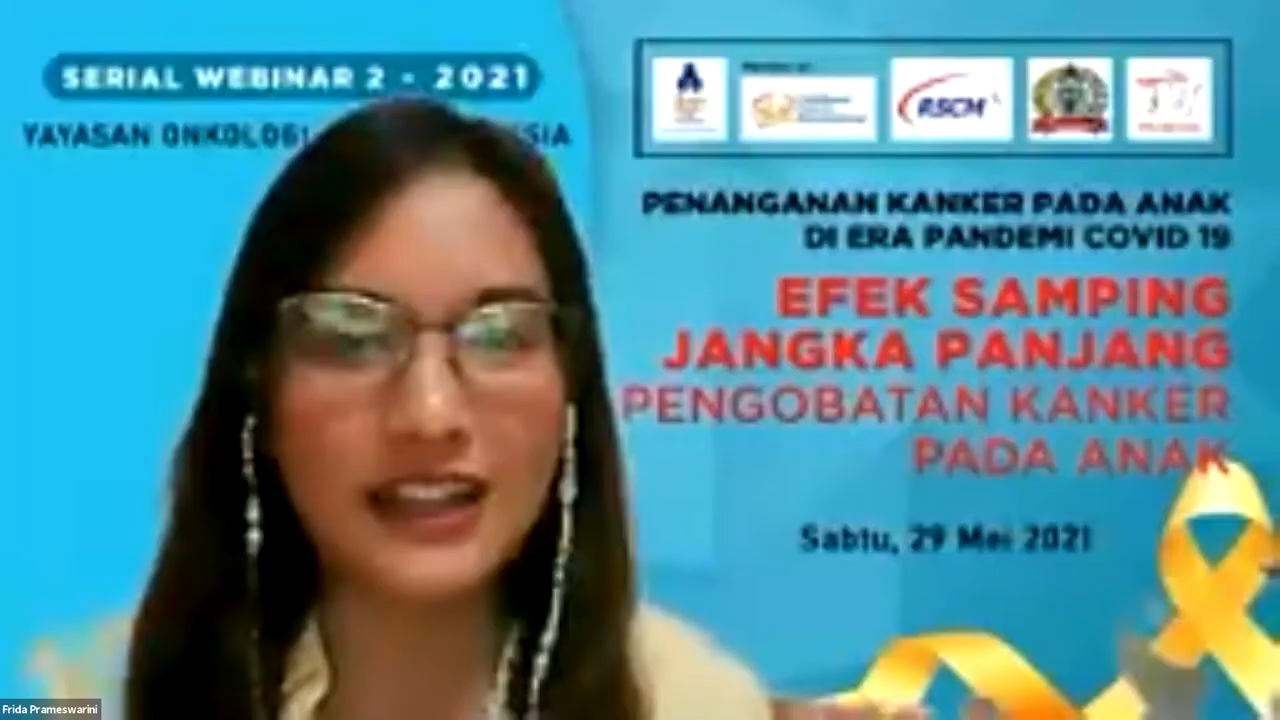 SERIAL WEBINAR 2 - 2021
YAYASAN ONKOLOGI
SIA
RSCM
PENANGANAN KANKER PADA ANAK
DI ERA PANDEMI COVID 19
EFEK SAMPING
JANGKA PANJANG
PENGOBATAN KANKER
PADA ANAK
Sabtu, 29 Mei 2021
Frida Prameswarini